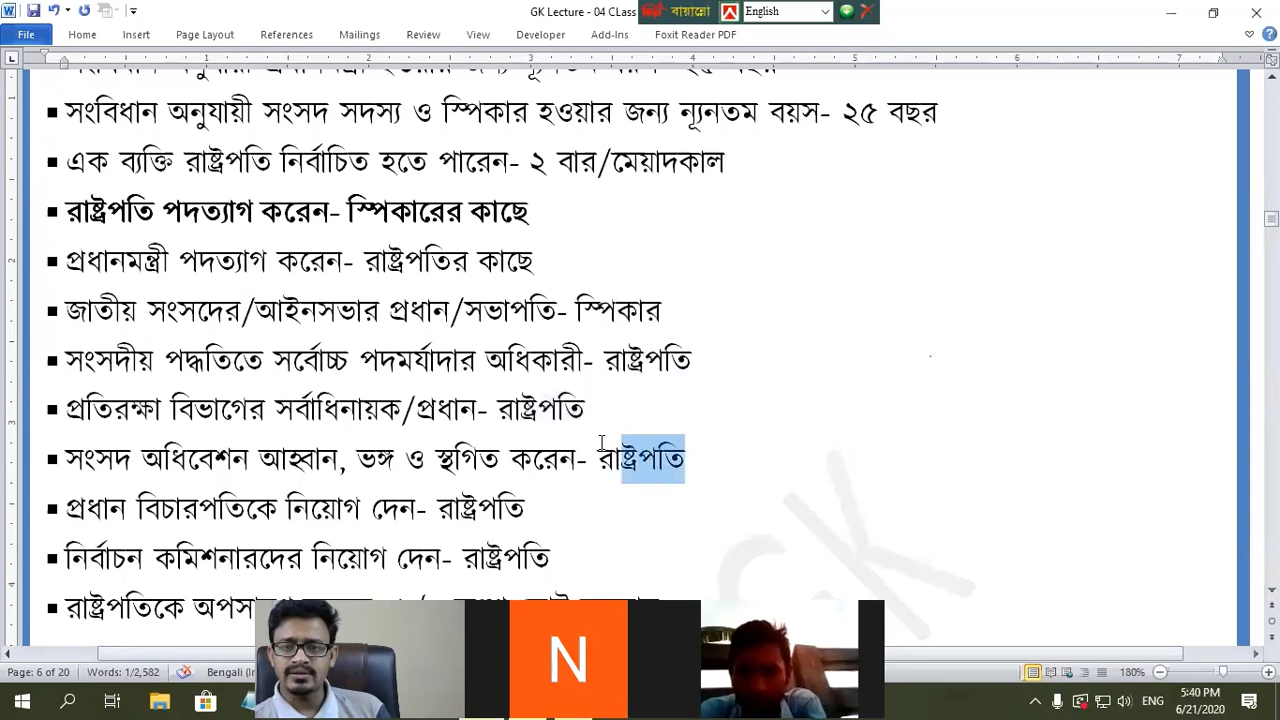 GK Lecture - 04 CLass
বায়ান্নো
English
File Home Insert Page Layout References Mailings Review View Developer Add-Ins Foxit Reader PDF
■ সংবিধান অনুযায়ী সংসদ সদস্য ও স্পিকার হওয়ার জন্য ন্যূনতম বয়স- ২৫ বছর
■ এক ব্যক্তি রাষ্ট্রপতি নির্বাচিত হতে পারেন- ২ বার/মেয়াদকাল
■ রাষ্ট্রপতি পদত্যাগ করেন- স্পিকারের কাছে
■ প্রধানমন্ত্রী পদত্যাগ করেন- রাষ্ট্রপতির কাছে
■ জাতীয় সংসদের/আইনসভার প্রধান/সভাপতি- স্পিকার
■ সংসদীয় পদ্ধতিতে সর্বোচ্চ পদমর্যাদার অধিকারী- রাষ্ট্রপতি
■ প্রতিরক্ষা বিভাগের সর্বাধিনায়ক/প্রধান- রাষ্ট্রপতি
■ সংসদ অধিবেশন আহ্বান, ভঙ্গ ও স্থগিত করেন- রাষ্ট্রপতি
■ প্রধান বিচারপতিকে নিয়োগ দেন- রাষ্ট্রপতি
■ নির্বাচন কমিশনারদের নিয়োগ দেন- রাষ্ট্রপতি
■ রাষ্ট্রপতিকে
GK
N
Page: 6 of 20 Words: 1/2,582 180%
ENG 5:40 PM
6/21/2020